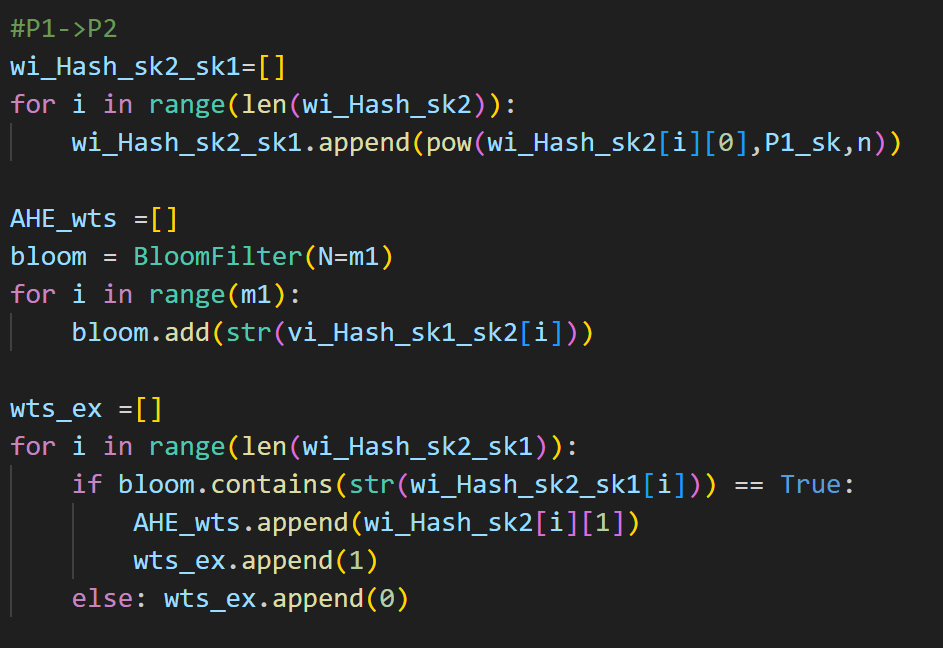 #P1->P2
wi_Hash_sk2_sk1=[]
for i in range(len(wi_Hash_sk2)):
    wi_Hash_sk2_sk1.append(pow(wi_Hash_sk2[i][0],P1_sk,n))

AHE_wts =[]
bloom = BloomFilter(N=m1)
for i in range(m1):
    bloom.add(str(vi_Hash_sk1_sk2[i]))

wts_ex =[]
for i in range(len(wi_Hash_sk2_sk1)):
    if bloom.contains(str(wi_Hash_sk2_sk1[i])) == True:
        AHE_wts.append(wi_Hash_sk2[i][1])
        wts_ex.append(1)
    else: wts_ex.append(0)